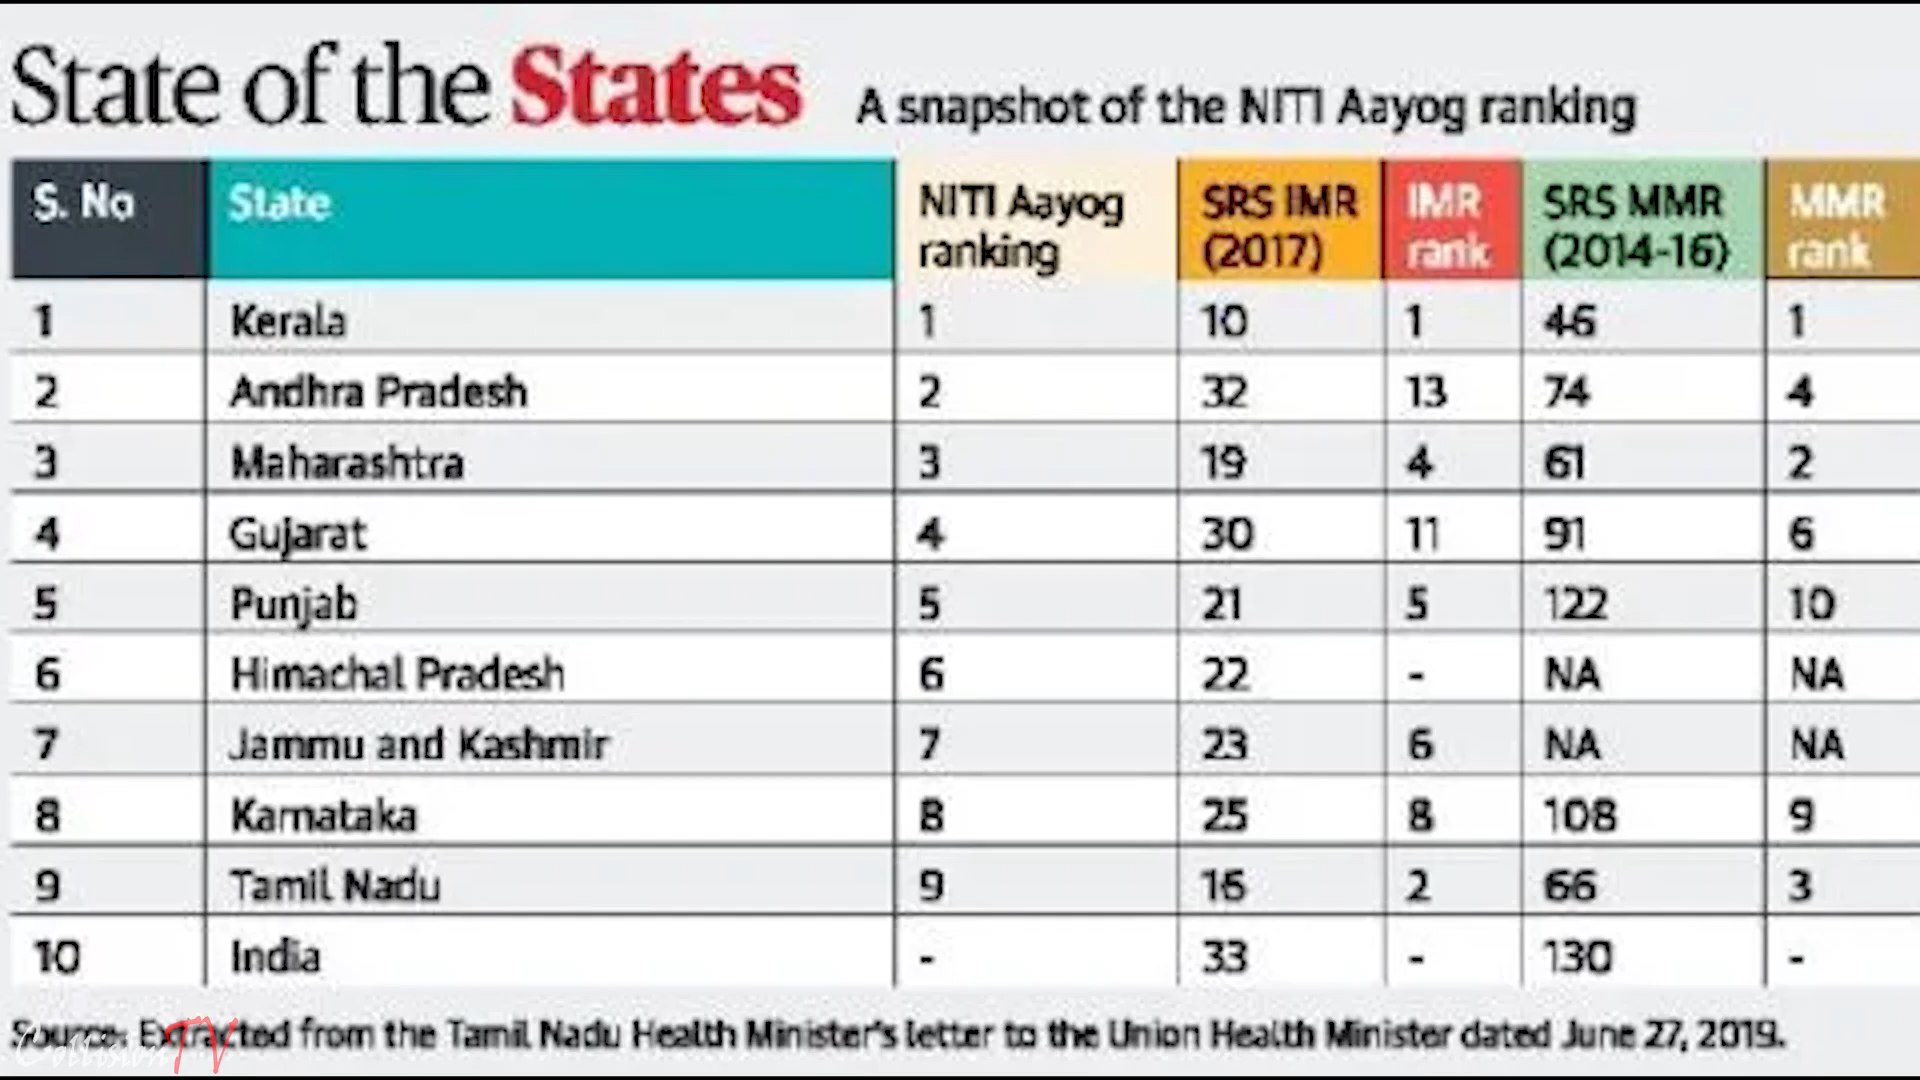 State of the States A snapshot of the NITI Aayog ranking
S. No State NITI Aayog ranking SRS IMR (2017) IMR rank SRS MMR (2014-16) MMR rank
1 Kerala 1 10 1 46 1
2 Andhra Pradesh 2 32 13 74 4
3 Maharashtra 3 19 4 61 2
4 Gujarat 4 30 11 91 6
5 Punjab 5 21 5 122 10
6 Himachal Pradesh 6 22 - NA NA
7 Jammu and Kashmir 7 23 6 NA NA
8 Karnataka 8 25 8 108 9
9 Tamil Nadu 9 16 2 66 3
10 India - 33 - 130 -
Source: Extracted from the Tamil Nadu Health Minister's letter to the Union Health Minister dated June 27, 2019.
Collision TV